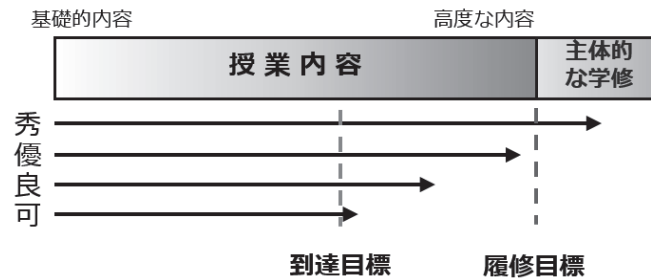 基礎的内容
高度な内容
授業内容
主体的
な学修
秀
優
良
可
到達目標
履修目標